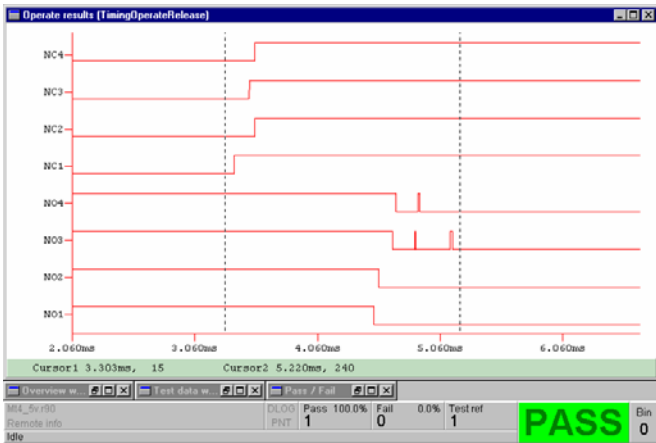 Operate results (TimingOperateRelease)
NC4
NC3
NC2
NC1
NO4
NO3
NO2
NO1
2.060ms 3.060ms 4.060ms 5.060ms 6.060ms
Cursor1 3.303ms, 15 Cursor2 5.220ms, 240
Overview w... Test data w... Pass / Fail
Mt4_5v.r90 DLOG Pass 100.0% Fail 0.0% Test ref PASS Bin
Remote info PNT 1 0 1 0
Idle